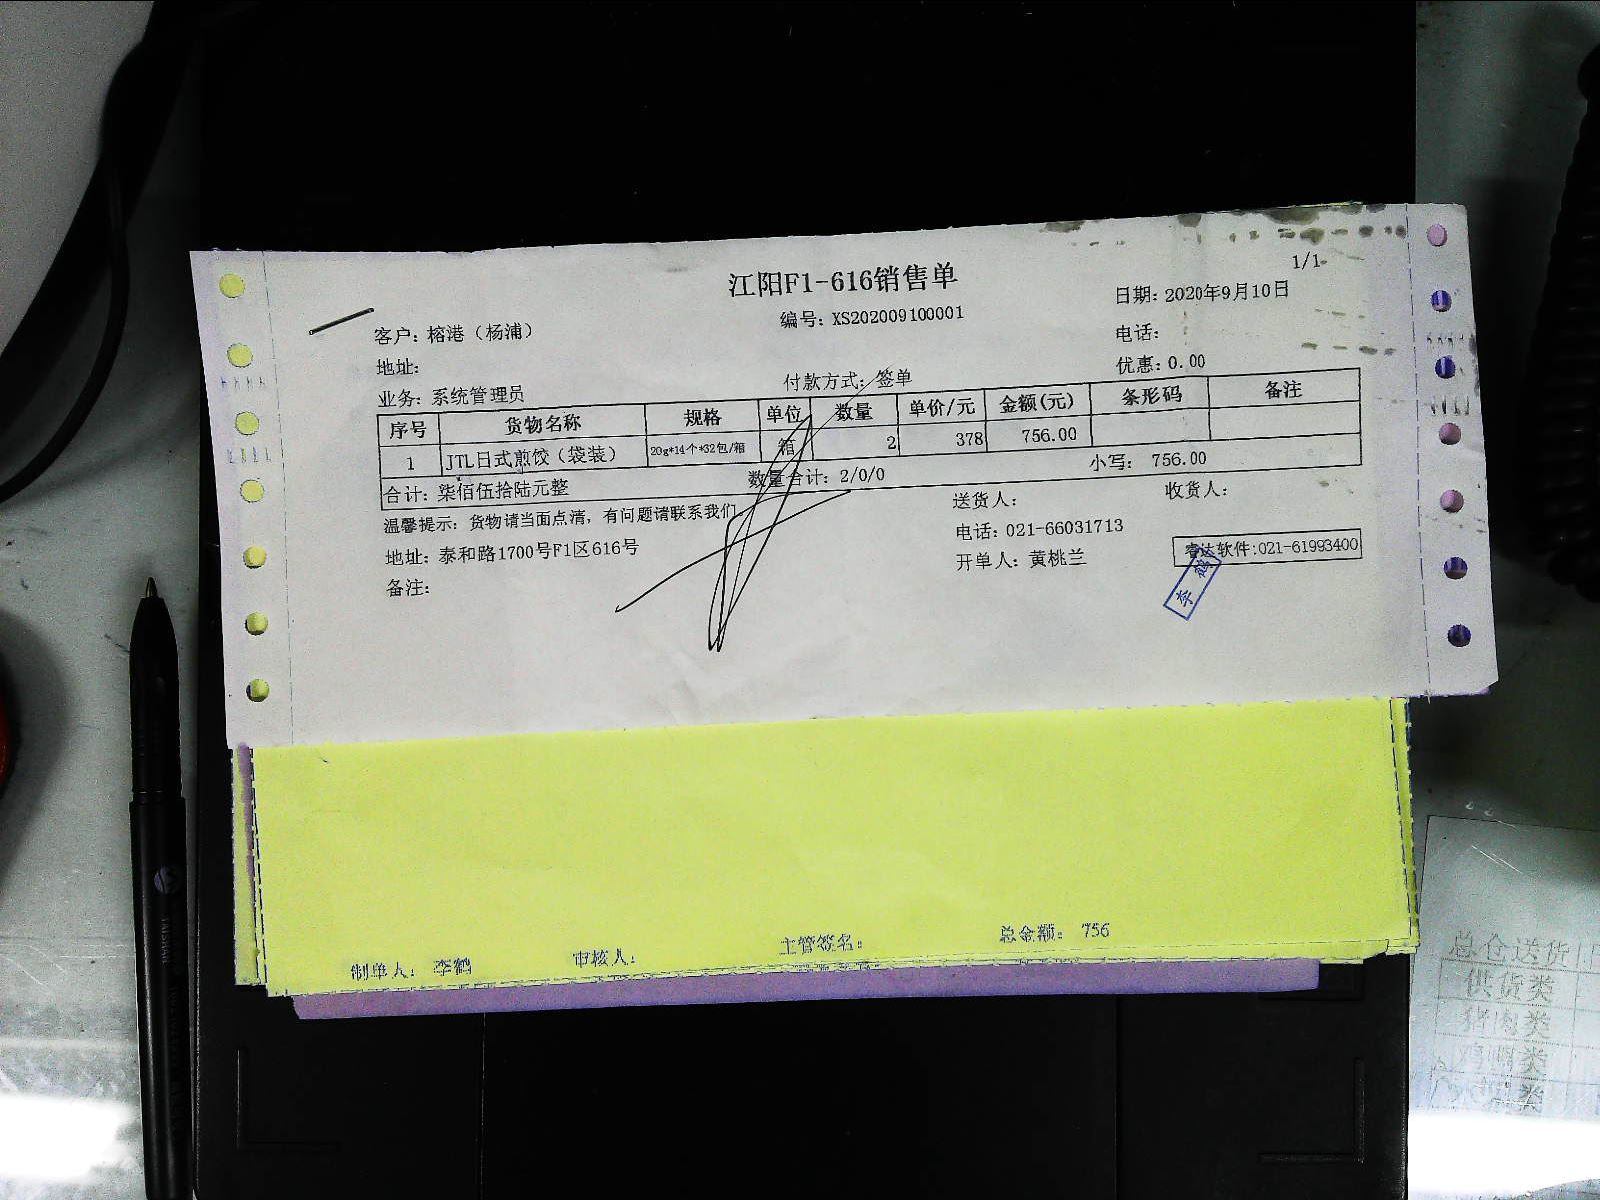 江阳F1-616销售单
1/1
客户：榕港（杨浦）
编号：XS202009100001
日期：2020年9月10日
地址：
电话：
业务：系统管理员
付款方式：签单
优惠：0.00
序号 货物名称 规格 单位 数量 单价/元 金额(元) 条形码 备注
1 JTL日式煎饺（袋装） 20g*14个*32包/箱 箱 2 378 756.00
合计：柒佰伍拾陆元整 数量合计：2/0/0 小写： 756.00
温馨提示：货物请当面点清，有问题请联系我们 送货人： 收货人：
地址：泰和路1700号F1区616号 电话：021-66031713
备注： 开单人：黄桃兰 睿达软件:021-61993400
李鹤
制单人： 李鹤 审核人： 主管签名： 总金额： 756
总仓送货
供货类
猪肉类
类
类